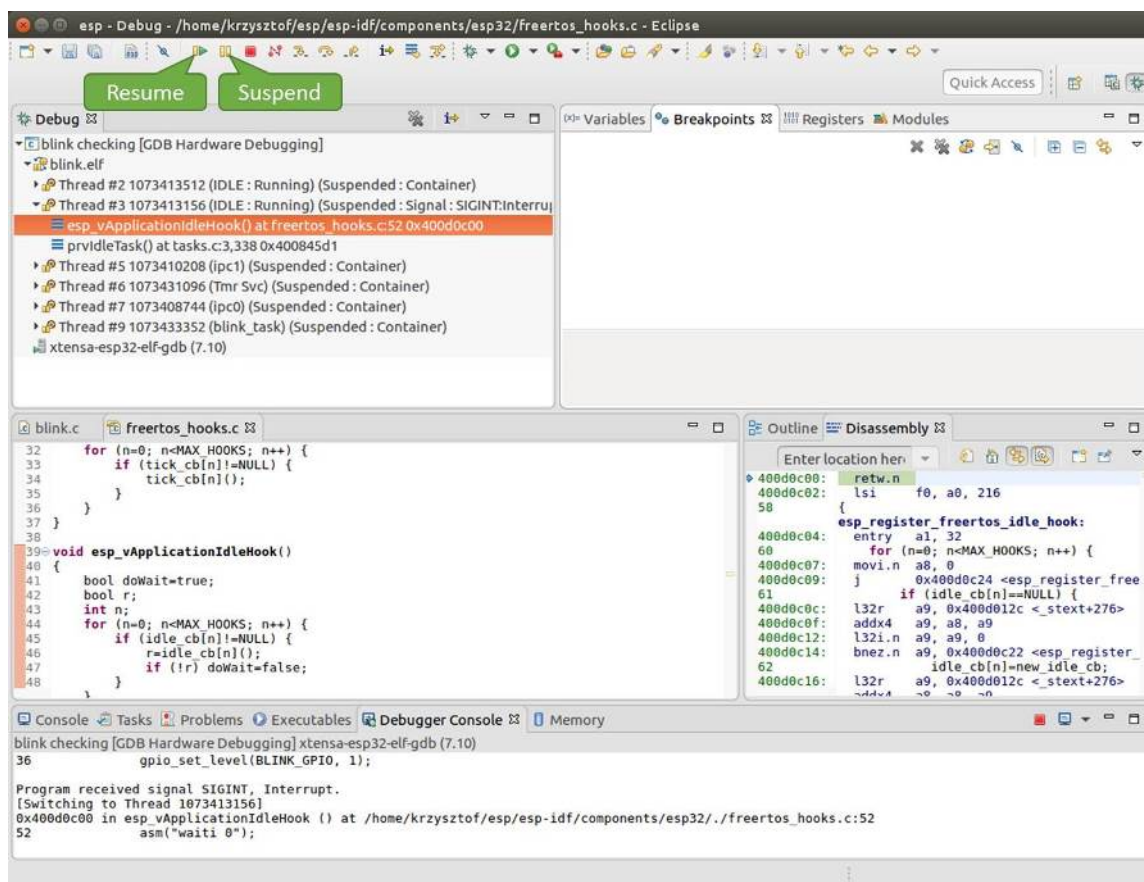 esp - Debug - /home/krzysztof/esp/esp-idf/components/esp32/freertos_hooks.c - Eclipse
Resume
Suspend
Quick Access
Debug
blink checking [GDB Hardware Debugging]
blink.elf
Thread #2 1073413512 (IDLE : Running) (Suspended : Container)
Thread #3 1073413156 (IDLE : Running) (Suspended : Signal : SIGINT:Interrup
esp_vApplicationIdleHook() at freertos_hooks.c:52 0x400d0c00
prvIdleTask() at tasks.c:3,338 0x400845d1
Thread #5 1073410208 (ipc1) (Suspended : Container)
Thread #6 1073431096 (Tmr Svc) (Suspended : Container)
Thread #7 1073408744 (ipc0) (Suspended : Container)
Thread #9 1073433352 (blink_task) (Suspended : Container)
xtensa-esp32-elf-gdb (7.10)
(x)= Variables Breakpoints Registers Modules
blink.c freertos_hooks.c
32 for (n=0; n<MAX_HOOKS; n++) {
33 if (tick_cb[n]!=NULL) {
34 tick_cb[n]();
35 }
36 }
37 }
38
39 void esp_vApplicationIdleHook()
40 {
41 bool doWait=true;
42 bool r;
43 int n;
44 for (n=0; n<MAX_HOOKS; n++) {
45 if (idle_cb[n]!=NULL) {
46 r=idle_cb[n]();
47 if (!r) doWait=false;
48 }
}
Outline Disassembly
Enter location her
400d0c00: retw.n
400d0c02: lsi f0, a0, 216
58 {
esp_register_freertos_idle_hook:
400d0c04: entry a1, 32
60 for (n=0; n<MAX_HOOKS; n++) {
400d0c07: movi.n a8, 0
400d0c09: j 0x400d0c24 <esp_register_free
61 if (idle_cb[n]==NULL) {
400d0c0c: l32r a9, 0x400d012c <_stext+276>
400d0c0f: addx4 a9, a8, a9
400d0c12: l32i.n a9, a9, 0
400d0c14: bnez.n a9, 0x400d0c22 <esp_register_
62 idle_cb[n]=new_idle_cb;
400d0c16: l32r a9, 0x400d012c <_stext+276>
addx4 a8, a8, a9
Console Tasks Problems Executables Debugger Console Memory
blink checking [GDB Hardware Debugging] xtensa-esp32-elf-gdb (7.10)
36 gpio_set_level(BLINK_GPIO, 1);
Program received signal SIGINT, Interrupt.
[Switching to Thread 1073413156]
0x400d0c00 in esp_vApplicationIdleHook () at /home/krzysztof/esp/esp-idf/components/esp32/./freertos_hooks.c:52
52 asm("waiti 0");